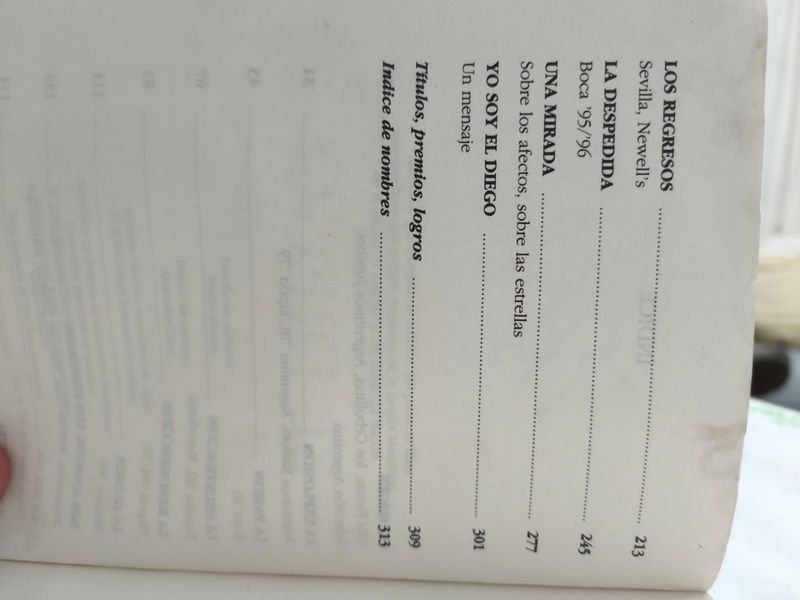 LOS REGRESOS ........................ 213
Sevilla, Newell's
LA DESPEDIDA ........................ 245
Boca '95/'96
UNA MIRADA ........................ 277
Sobre los afectos, sobre las estrellas
YO SOY EL DIEGO ........................ 301
Un mensaje
Títulos, premios, logros ........................ 309
Indice de nombres ........................ 313